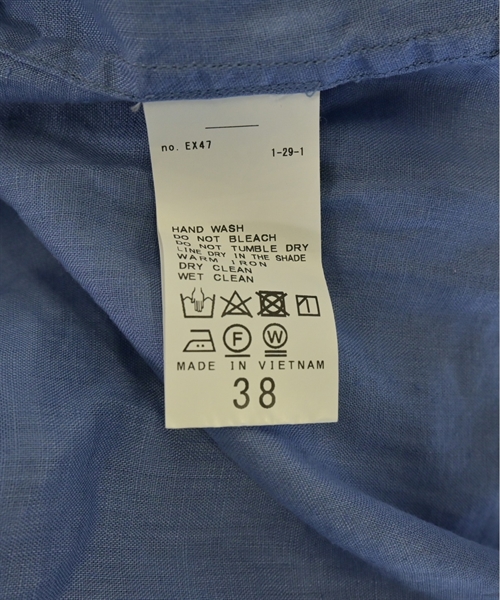 no. EX47 1-29-1
HAND WASH
DO NOT BLEACH
DO NOT TUMBLE DRY
LINE DRY IN THE SHADE
WARM IRON
DRY CLEAN
WET CLEAN
F W
MADE IN VIETNAM
38